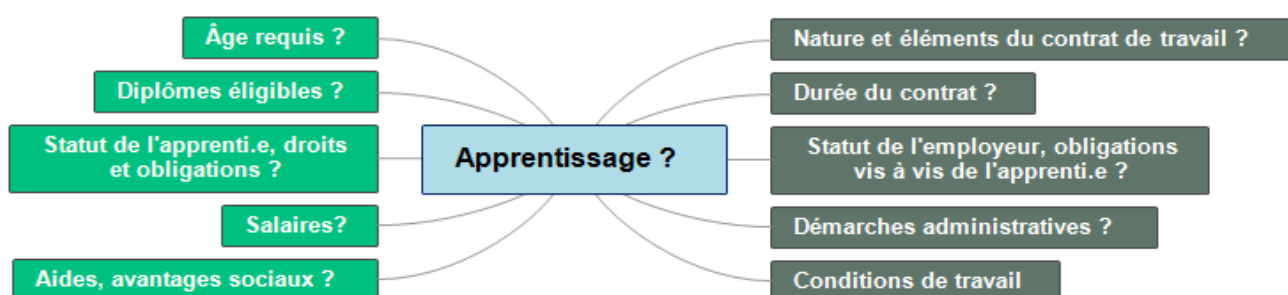 Âge requis ?
Diplômes éligibles ?
Statut de l'apprenti.e, droits
et obligations ?
Salaires?
Aides, avantages sociaux ?
Apprentissage ?
Nature et éléments du contrat de travail ?
Durée du contrat ?
Statut de l'employeur, obligations
vis à vis de l'apprenti.e ?
Démarches administratives ?
Conditions de travail